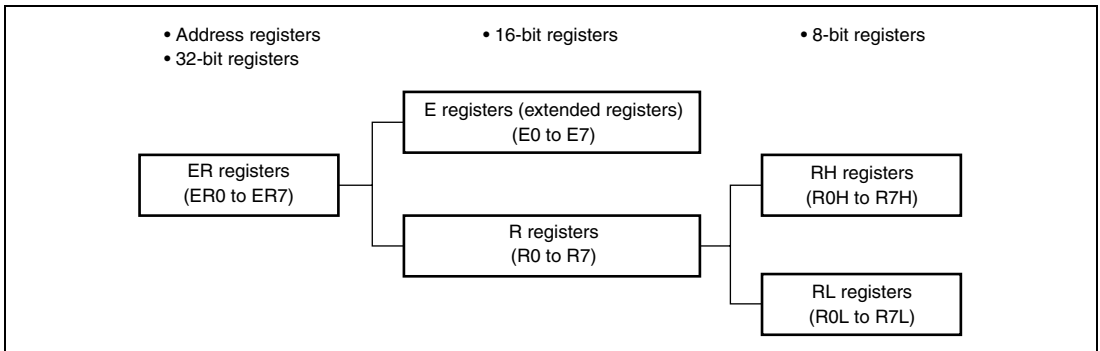 • Address registers
• 32-bit registers
• 16-bit registers
• 8-bit registers
E registers (extended registers)
(E0 to E7)
ER registers
(ER0 to ER7)
RH registers
(R0H to R7H)
R registers
(R0 to R7)
RL registers
(R0L to R7L)